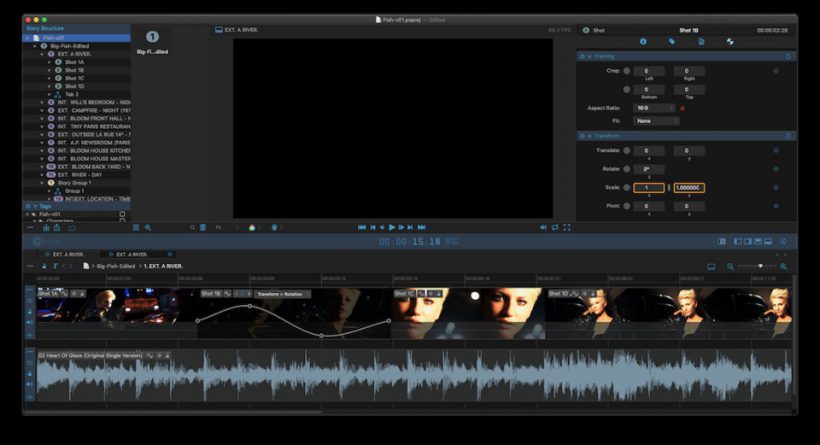 Fish-v01.psproj — Edited
Story Structure
Fish-v01
1 Big-Fish-Edited
1 EXT. A RIVER.
A Shot 1A
B Shot 1B
C Shot 1C
D Shot 1D
Tab 2
2 INT. WILL'S BEDROOM - NIG
3 EXT. CAMPFIRE - NIGHT (197
4 INT. BLOOM FRONT HALL - N
5 INT. TINY PARIS RESTAURAN
6 EXT. OUTSIDE LA RUE 14° - N
7 INT. A.P. NEWSROOM (PARIS
8 INT. BLOOM HOUSE KITCHEN
9 INT. BLOOM HOUSE MASTER
10 EXT. BLOOM BACK YARD - N
11 EXT. RIVER - DAY
1 Story Group 1
Group 1
12 INT/EXT. LOCATION - TIME
Tags
Fish-v01
Characters
1
Big-Fi...dited
EXT. A RIVER.
Fit
Shot
Shot 1B
00:00:02:29
Framing
Crop:
0
0
Left
Right
0
0
Bottom
Top
Aspect Ratio:
16:9
Fit:
None
Transform
Translate:
0
0
x
y
Rotate:
0°
z
Scale:
1
1.000000
x
y
Pivot:
0
0
x
y
00:00:15:18
EXT. A RIVER.
EXT. A RIVER.
Big-Fish-Edited > 1. EXT. A RIVER.
Shot 1A
Shot 1B
Transform > Rotation
Shot 1C
Shot 1D
02 Heart Of Glass (Original Single Version)